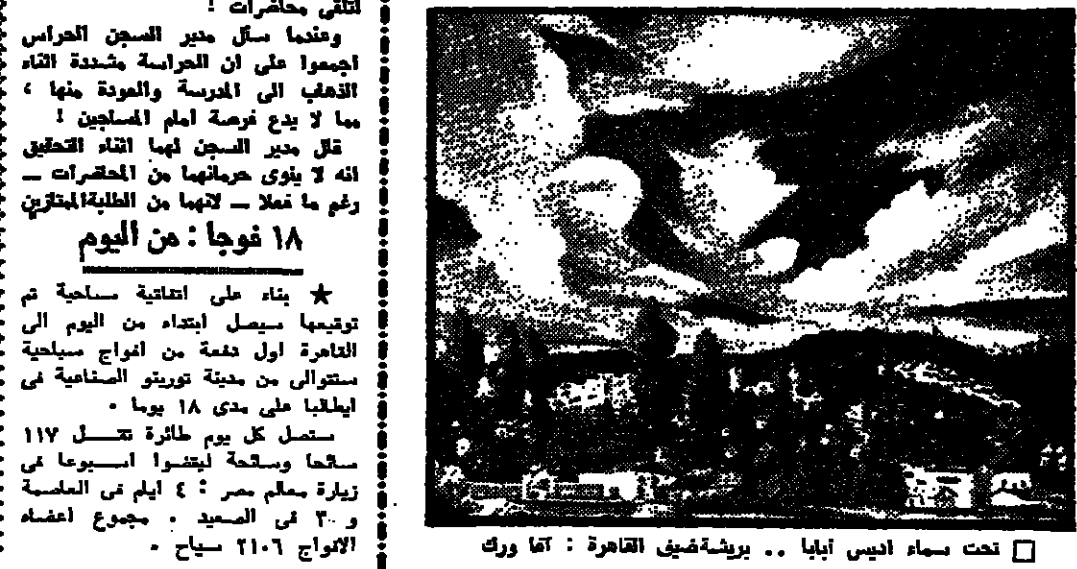 لتلقى محاضرات !
وعندما سأل مدير السجن الحراس
اجمعوا على ان الحراسة مشددة اثناء
الذهاب الى المدرسة والعودة منها ،
مما لا يدع فرصة أمام المساجين !
قال مدير السجن لهما اثناء التحقيق
انه لا ينوى حرمانهما من المحاضرات ــ
رغم ما فعلا ــ لانهما من الطلبة الممتازين
١٨ فوجا : من اليوم
★ بناء على اتفاقية سياحية تم
توقيعها سيصل ابتداء من اليوم الى
القاهرة اول دفعة من افواج سياحية
ستتوالى من مدينة تورينو الصناعية فى
ايطاليا على مدى ١٨ يوما .
ستصل كل يوم طائرة تقــل ١١٧
سائحا وسائحة ليقضوا اسبوعا فى
زيارة معالم مصر : ٤ ايام فى العاصمة
و ٣ فى الصعيد . مجموع اعضاء
الافواج ٢١٠٦ سياح .
□ تحت سماء اديس أبابا .. بريشة ضيف القاهرة : آفا ورك